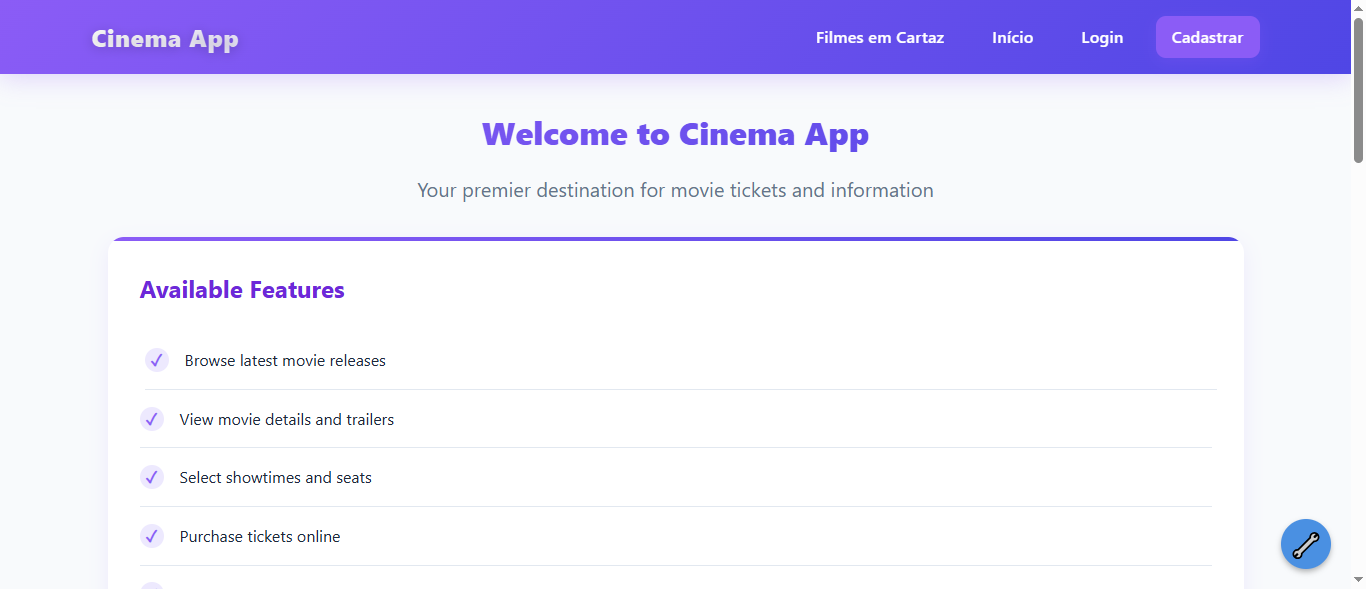 Cinema App
Filmes em Cartaz
Início
Login
Cadastrar
Welcome to Cinema App
Your premier destination for movie tickets and information
Available Features
Browse latest movie releases
View movie details and trailers
Select showtimes and seats
Purchase tickets online